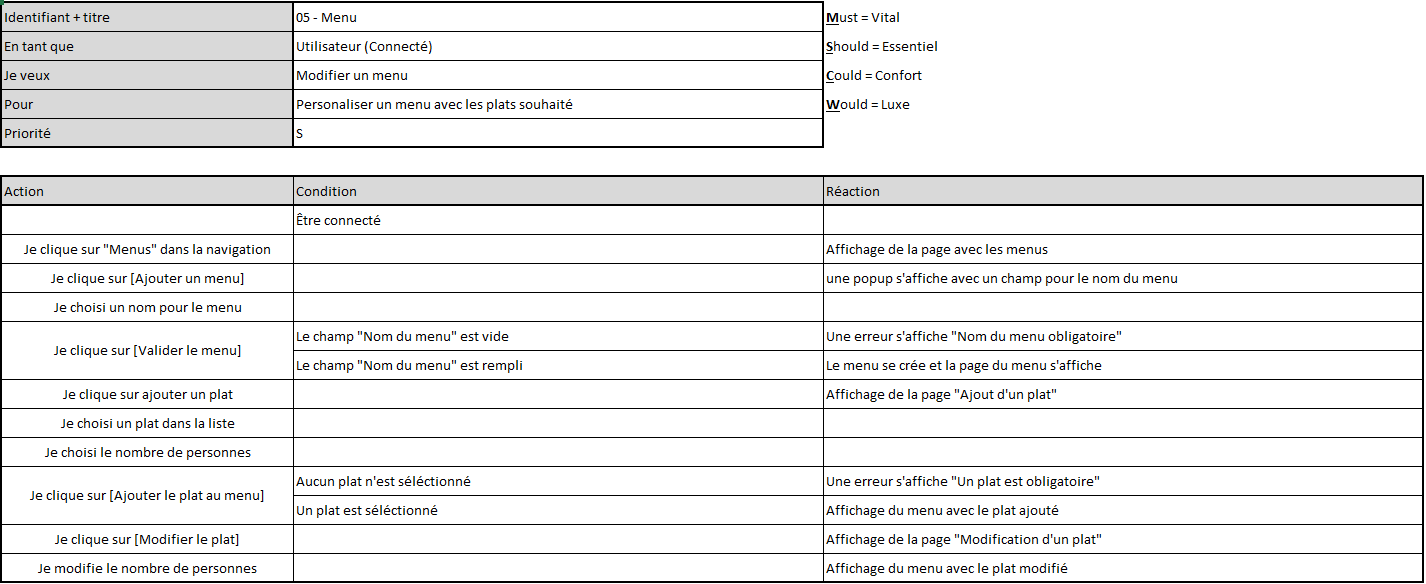 Identifiant + titre 05 - Menu Must = Vital
En tant que Utilisateur (Connecté) Should = Essentiel
Je veux Modifier un menu Could = Confort
Pour Personaliser un menu avec les plats souhaité Would = Luxe
Priorité S
Action Condition Réaction
Être connecté
Je clique sur "Menus" dans la navigation Affichage de la page avec les menus
Je clique sur [Ajouter un menu] une popup s'affiche avec un champ pour le nom du menu
Je choisi un nom pour le menu
Je clique sur [Valider le menu]
Le champ "Nom du menu" est vide Une erreur s'affiche "Nom du menu obligatoire"
Le champ "Nom du menu" est rempli Le menu se crée et la page du menu s'affiche
Je clique sur ajouter un plat Affichage de la page "Ajout d'un plat"
Je choisi un plat dans la liste
Je choisi le nombre de personnes
Je clique sur [Ajouter le plat au menu]
Aucun plat n'est séléctionné Une erreur s'affiche "Un plat est obligatoire"
Un plat est séléctionné Affichage du menu avec le plat ajouté
Je clique sur [Modifier le plat] Affichage de la page "Modification d'un plat"
Je modifie le nombre de personnes Affichage du menu avec le plat modifié